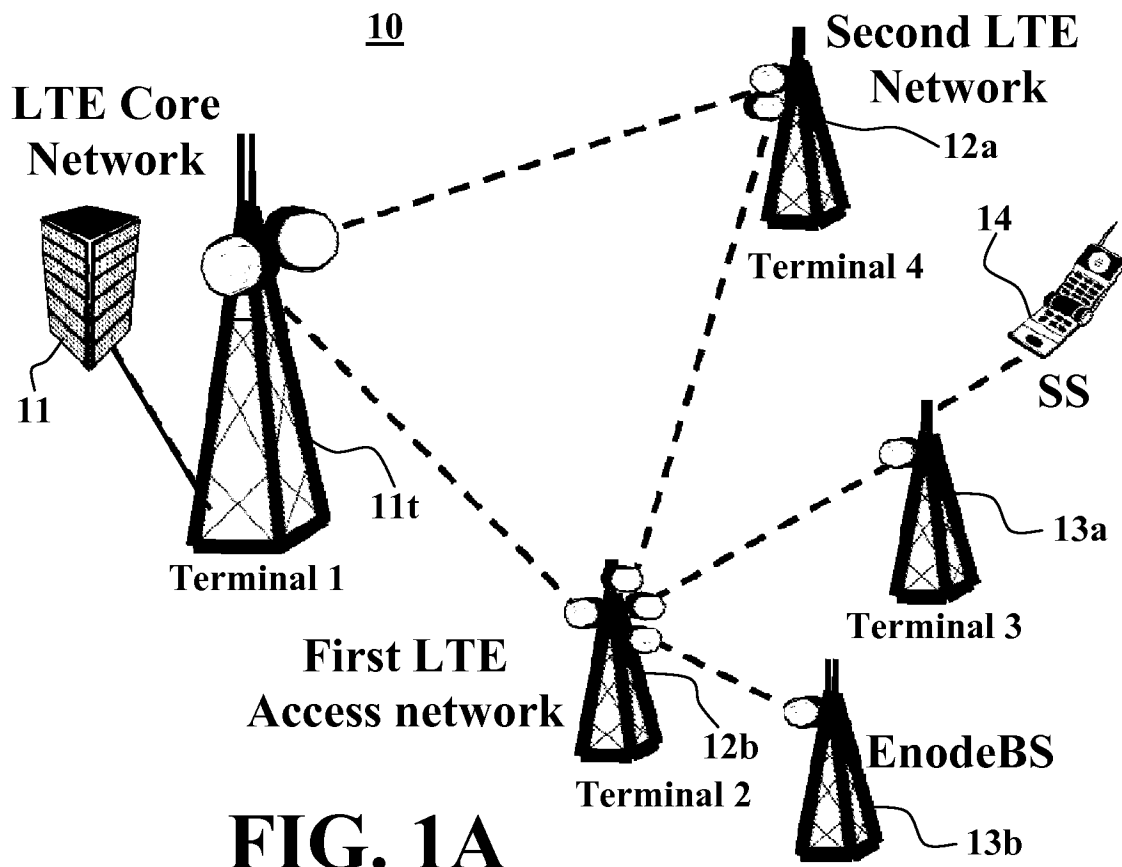 10
Second LTE
Network
LTE Core
Network
12a
14
Terminal 4
SS
11
11t
13a
Terminal 1
Terminal 3
First LTE
Access network
12b
EnodeBS
Terminal 2
13b
FIG. 1A